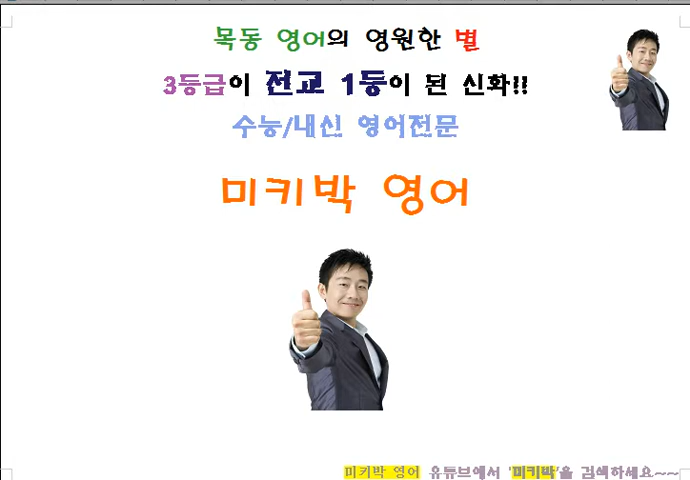 목동 영어의 영원한 별
3등급이 전교 1등이 된 신화!!
수능/내신 영어전문
미키박 영어
미키박 영어 유튜브에서 '미키박'을 검색하세요~~